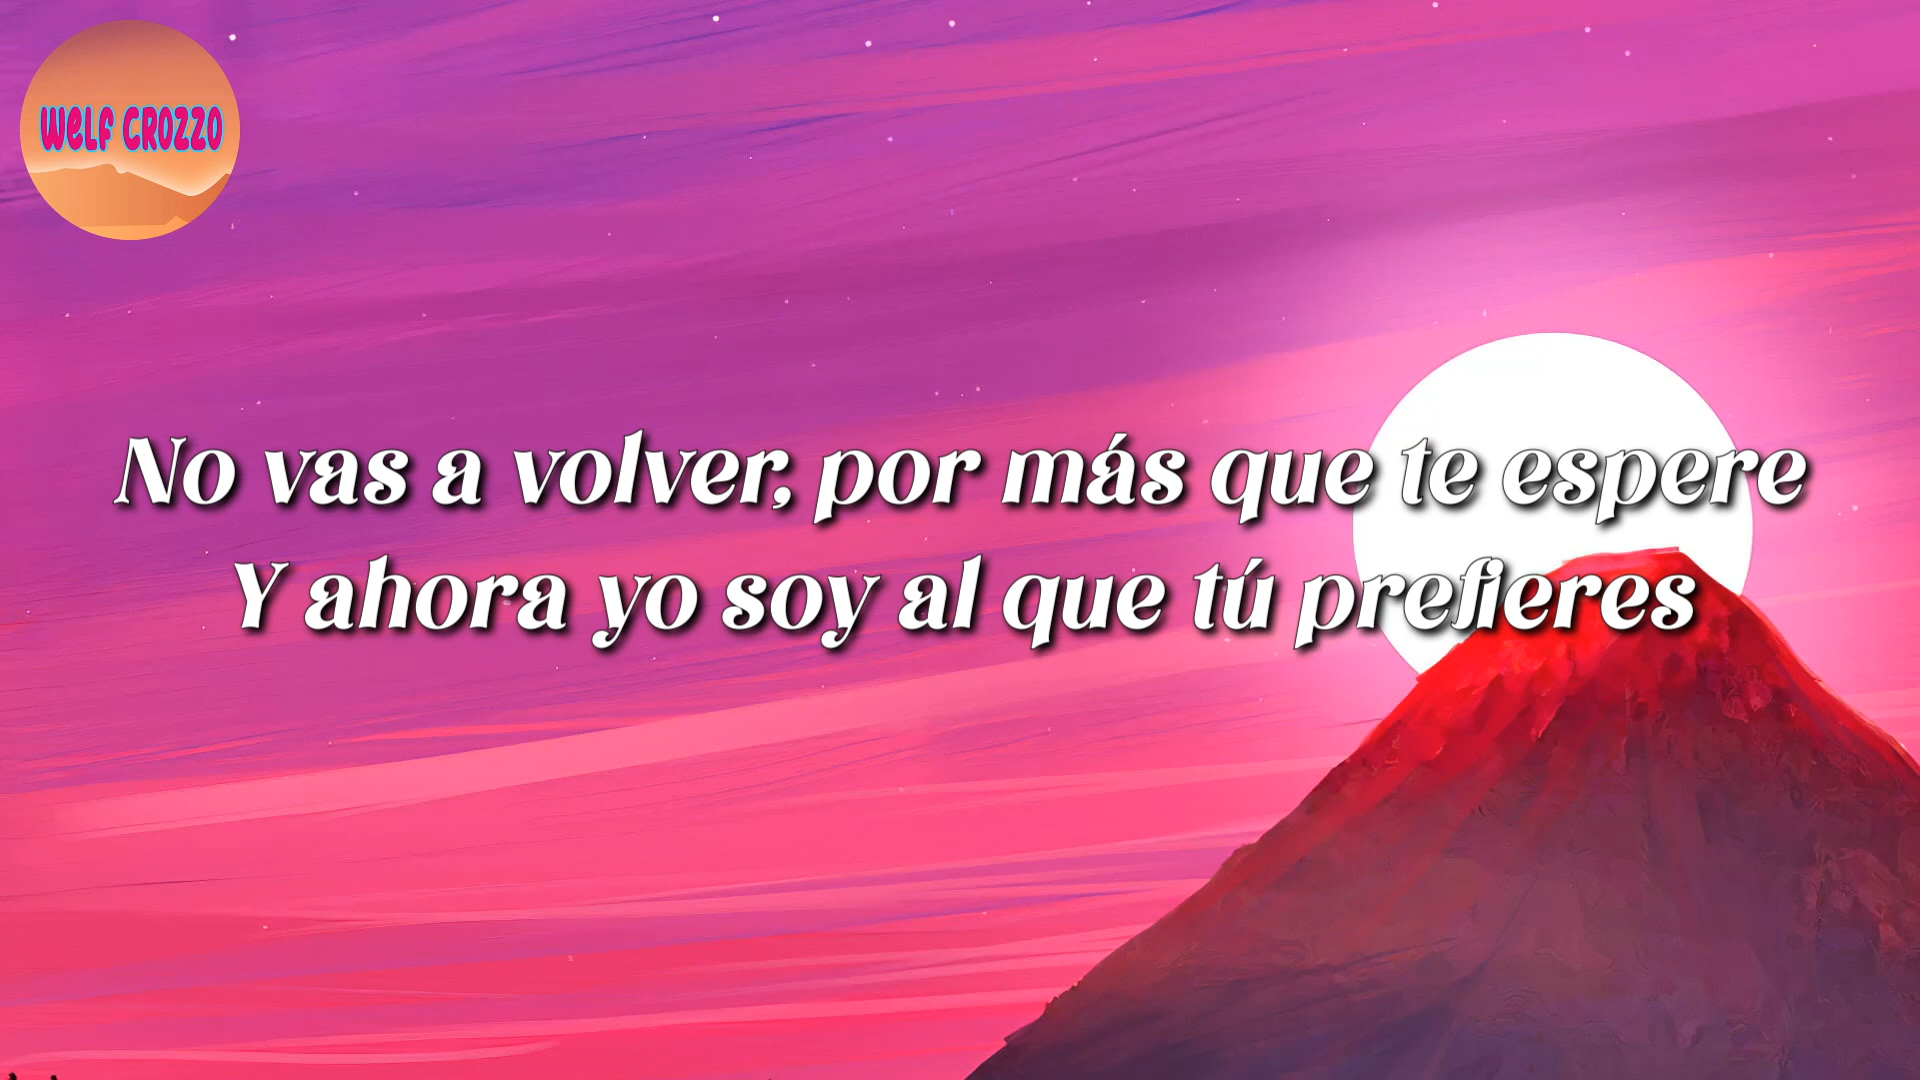 WELF CROZZO
No vas a volver, por más que te espere
Y ahora yo soy al que tú prefieres